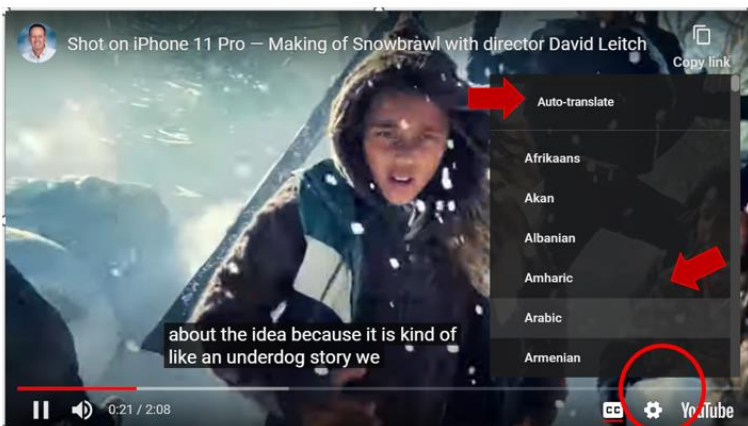 Shot on iPhone 11 Pro — Making of Snowbrawl with director David Leitch
Copy link
Auto-translate
Afrikaans
Akan
Albanian
Amharic
Arabic
Armenian
about the idea because it is kind of
like an underdog story we
0:21 / 2:08
CC
YouTube